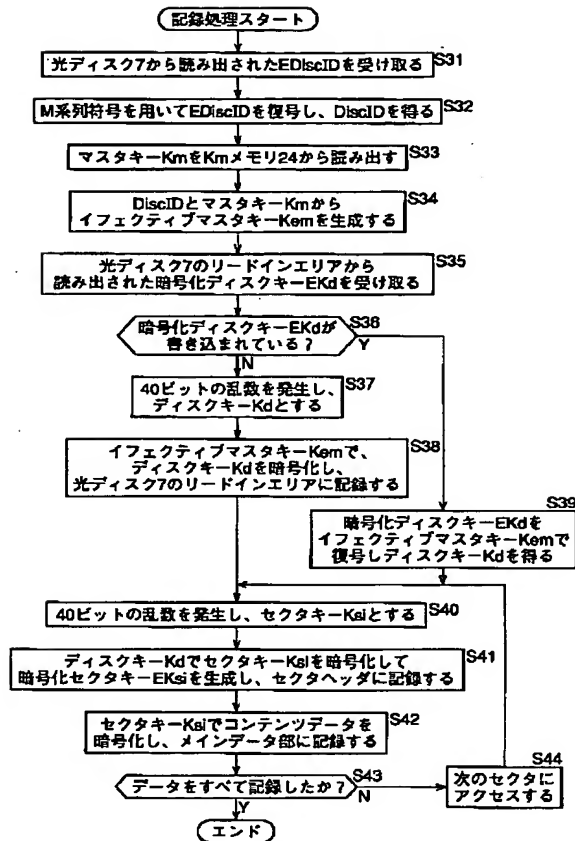 記録処理スタート
光ディスク7から読み出されたEDiscIDを受け取る
S31
M系列符号を用いてEDiscIDを復号し、DiscIDを得る
S32
マスタキーKmをKmメモリ24から読み出す
S33
DiscIDとマスタキーKmから
イフェクティブマスタキーKemを生成する
S34
光ディスク7のリードインエリアから
読み出された暗号化ディスクキーEKdを受け取る
S35
暗号化ディスクキーEKdが
書き込まれている?
S36
Y
N
40ビットの乱数を発生し、
ディスクキーKdとする
S37
イフェクティブマスタキーKemで、
ディスクキーKdを暗号化し、
光ディスク7のリードインエリアに記録する
S38
S39
暗号化ディスクキーEKdを
イフェクティブマスタキーKemで
復号しディスクキーKdを得る
40ビットの乱数を発生し、セクタキーKsiとする
S40
ディスクキーKdでセクタキーKsiを暗号化して
暗号化セクタキーEKsiを生成し、セクタヘッダに記録する
S41
セクタキーKsiでコンテンツデータを
暗号化し、メインデータ部に記録する
S42
データをすべて記録したか?
S43
N
Y
S44
次のセクタに
アクセスする
エンド